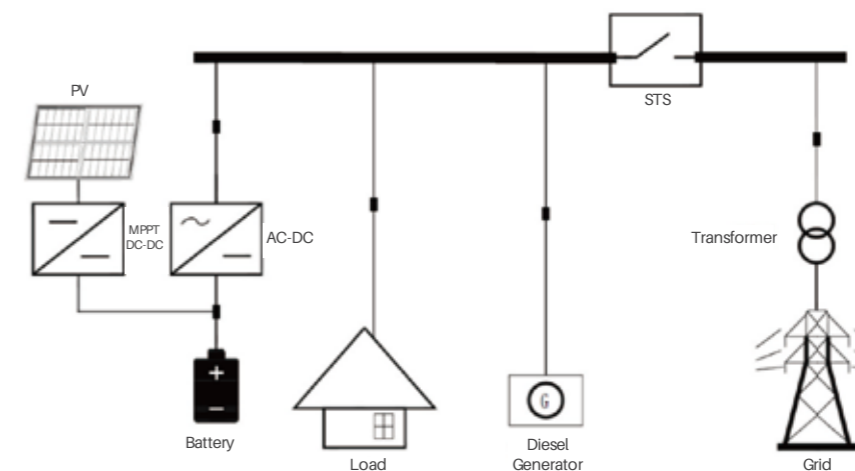 STS
PV
MPPT
DC-DC
AC-DC
Transformer
+
−
G
Battery
Load
Diesel
Generator
Grid